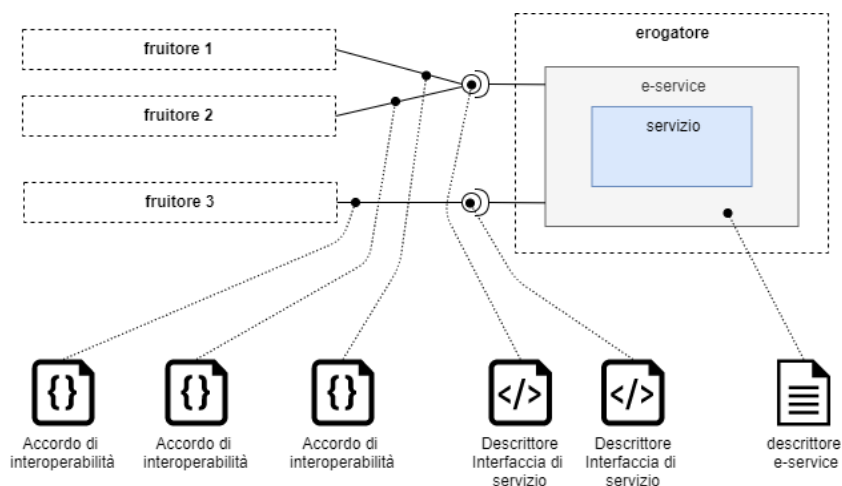 erogatore
fruitore 1
e-service
fruitore 2
servizio
fruitore 3
{}
{}
{}
</>
</>
Accordo di
interoperabilità
Accordo di
interoperabilità
Accordo di
interoperabilità
Descrittore
Interfaccia di
servizio
Descrittore
Interfaccia di
servizio
descrittore
e-service